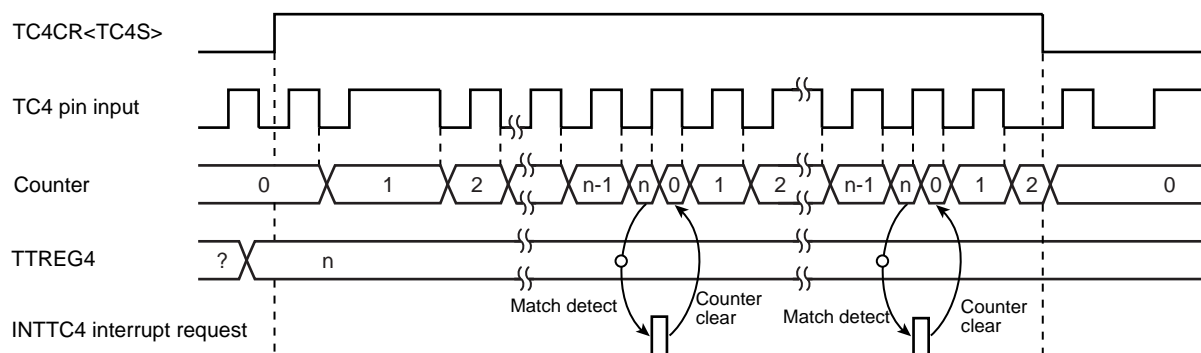 TC4CR<TC4S>
TC4 pin input
Counter
0 1 2 n-1 n 0 1 2 n-1 n 0 1 2 0
TTREG4
? n
Match detect
Counter
clear
Match detect
Counter
clear
INTTC4 interrupt request